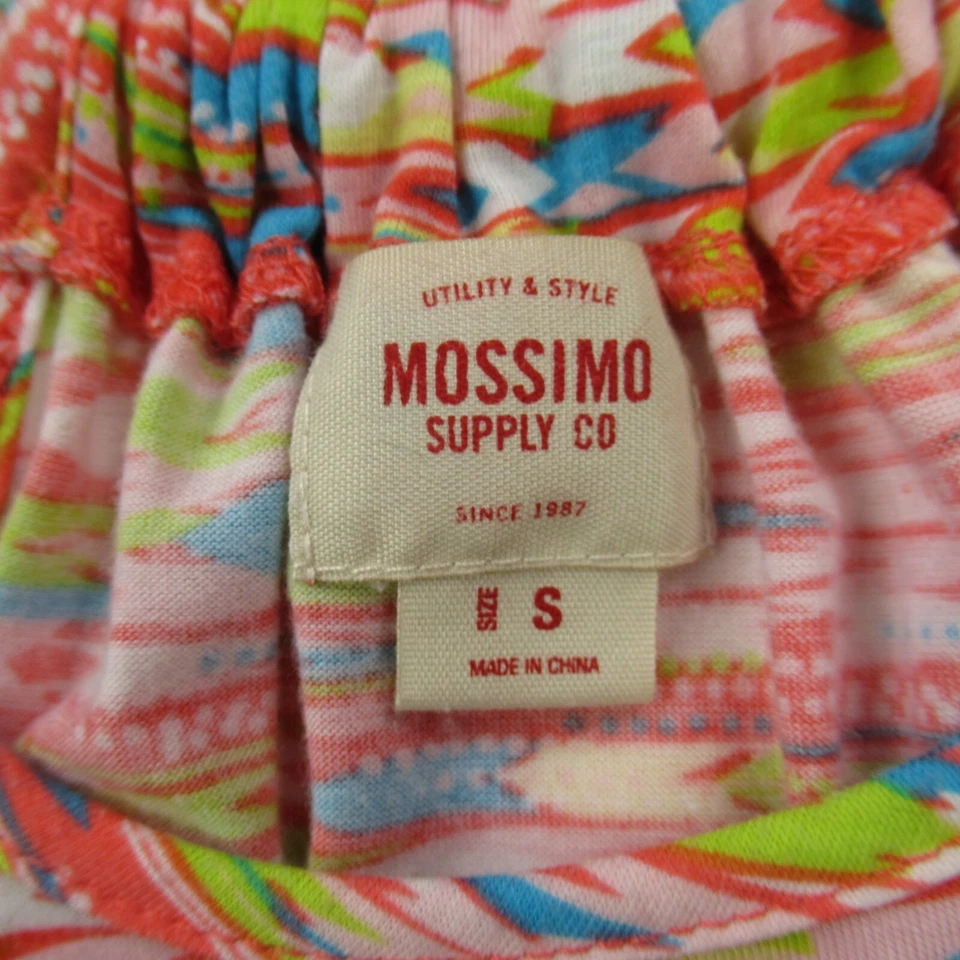 UTILITY & STYLE
MOSSIMO
SUPPLY CO
SINCE 1987
SIZE S
MADE IN CHINA